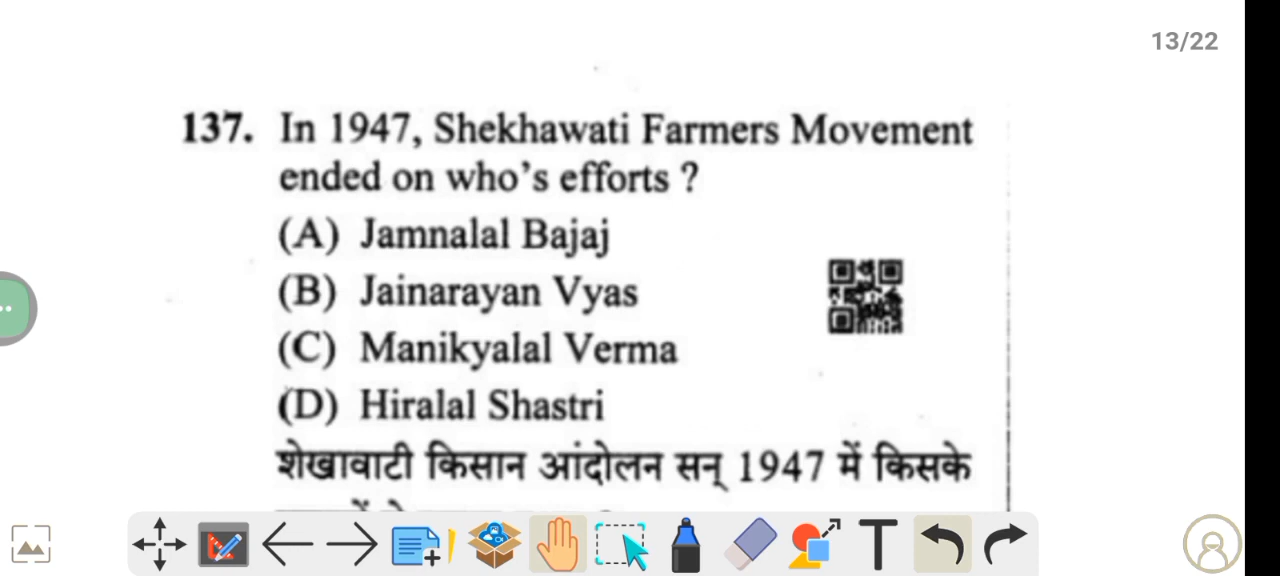 13/22
137. In 1947, Shekhawati Farmers Movement
ended on who’s efforts ?
(A) Jamnalal Bajaj
(B) Jainarayan Vyas
(C) Manikyalal Verma
(D) Hiralal Shastri
शेखावाटी किसान आंदोलन सन् 1947 में किसके